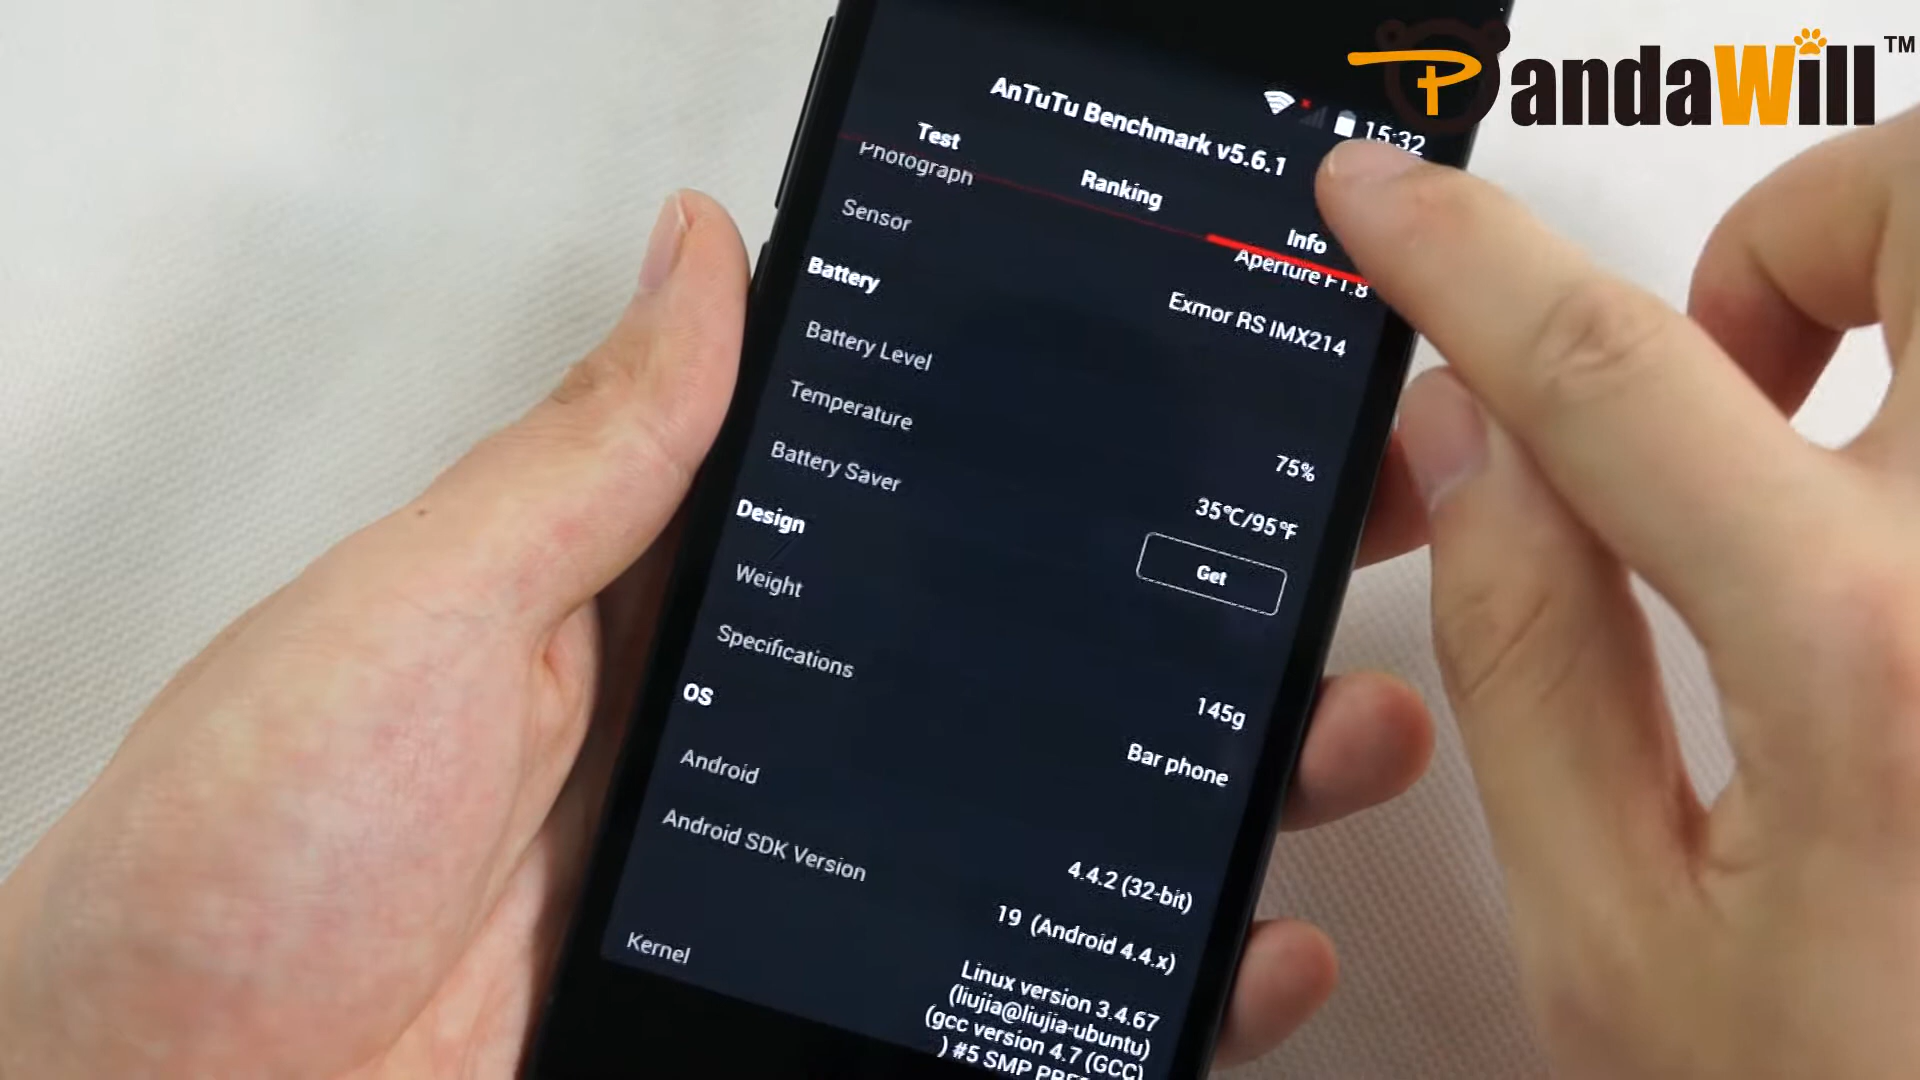 PandaWill™
15:32
AnTuTu Benchmark v5.6.1
Test
Ranking
Info
Photograph
Aperture F1.8
Sensor
Exmor RS IMX214
Battery
Battery Level
75%
Temperature
35°C/95°F
Battery Saver
Get
Design
Weight
145g
Specifications
Bar phone
OS
Android
4.4.2 (32-bit)
Android SDK Version
19 (Android 4.4.x)
Kernel
Linux version 3.4.67
(liujia@liujia-ubuntu)
(gcc version 4.7 (GCC)
) #5 SMP